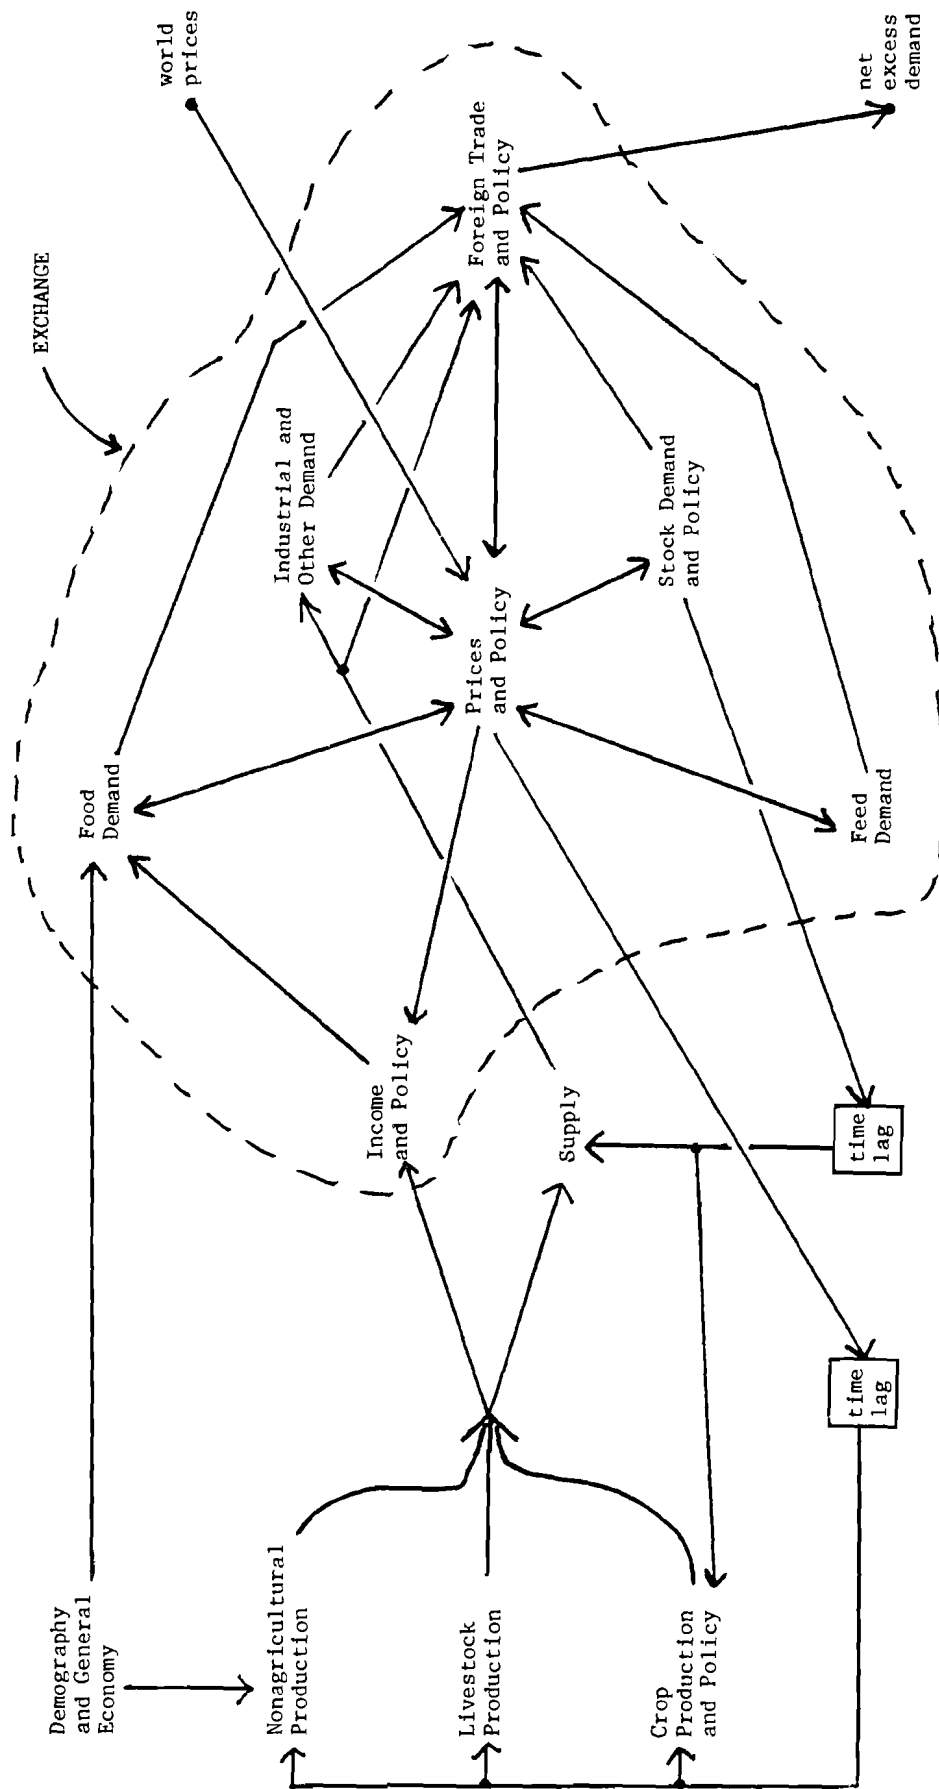 Demography
and General
Economy
Nonagricultural
Production
Livestock
Production
Crop
Production
and Policy
time
lag
Income
and Policy
Supply
time
lag
Food
Demand
Prices
and Policy
Feed
Demand
Industrial and
Other Demand
Stock Demand
and Policy
EXCHANGE
Foreign Trade
and Policy
world
prices
net
excess
demand